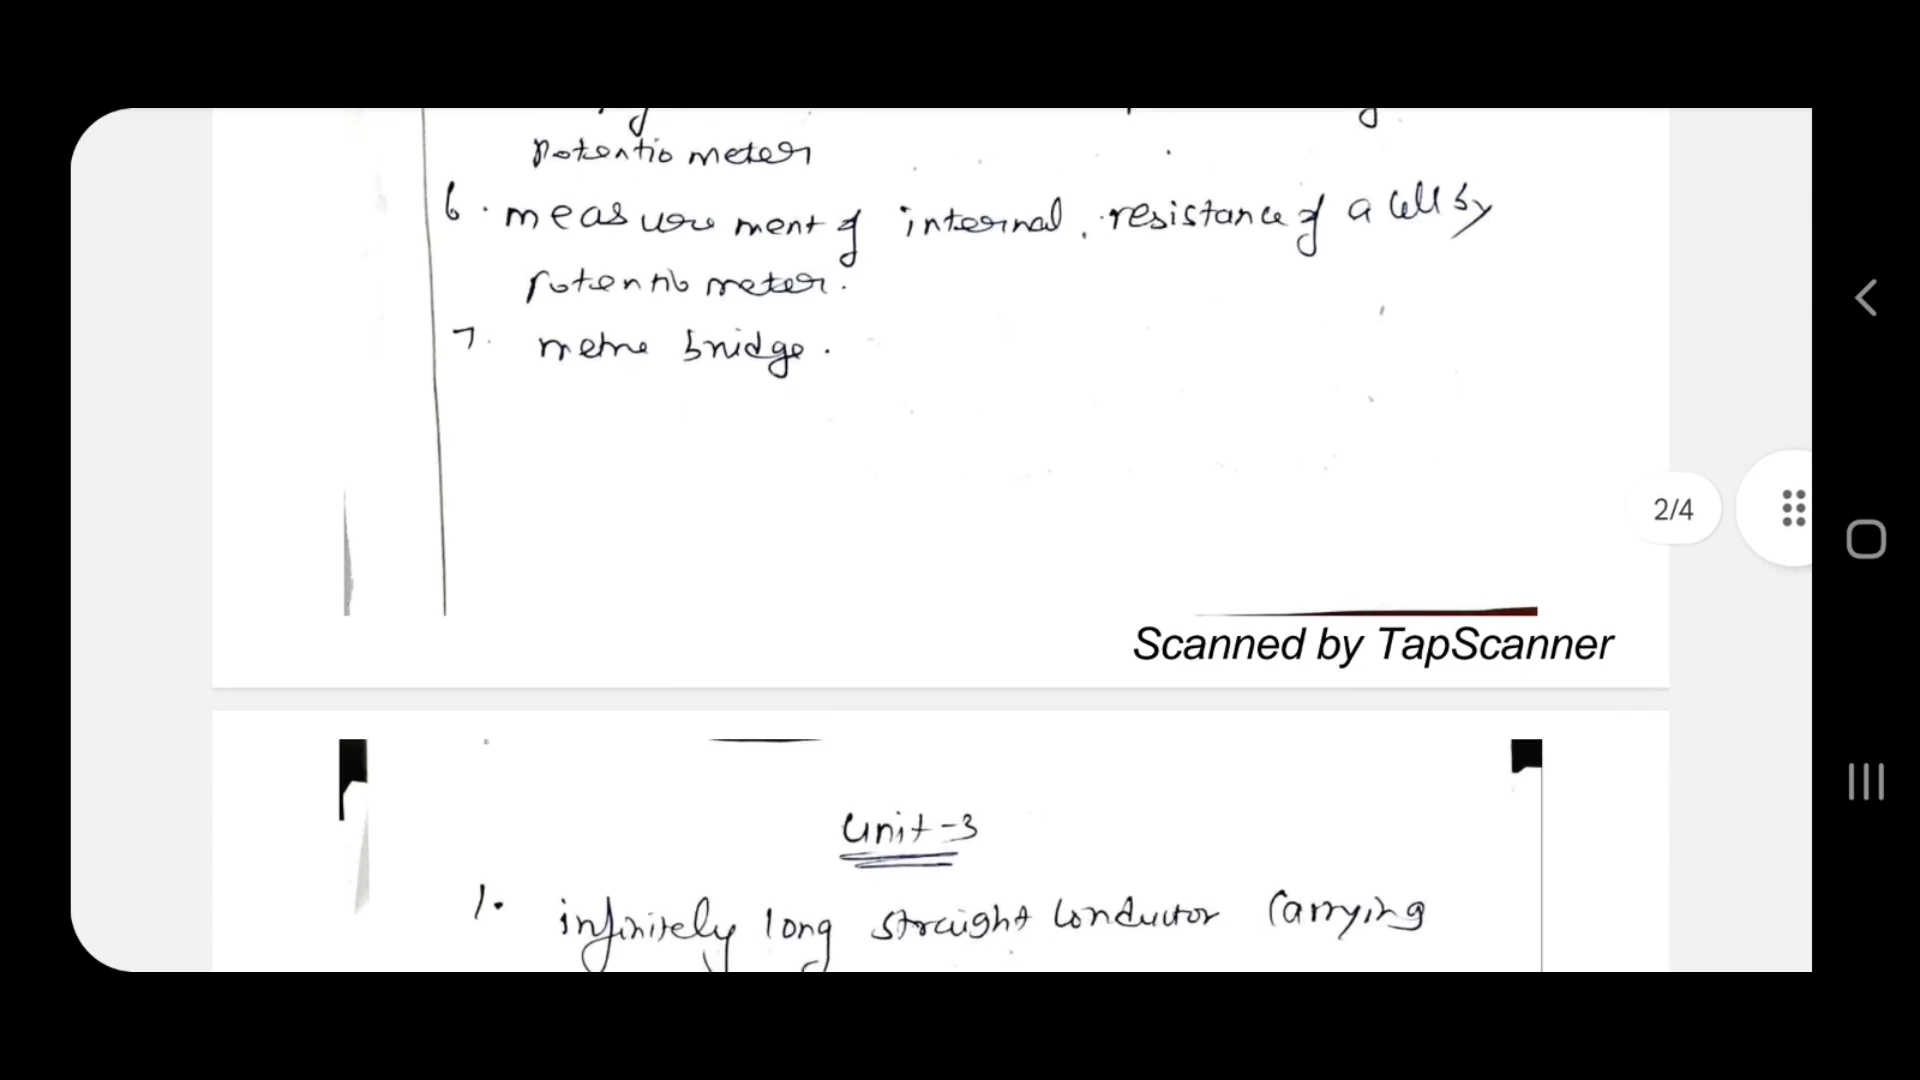 potentio meter
6. measurement of internal resistance of a cell by
potentio meter.
7. metre bridge.
2/4
Scanned by TapScanner
Unit-3
1. infinitely long straight conductor carrying